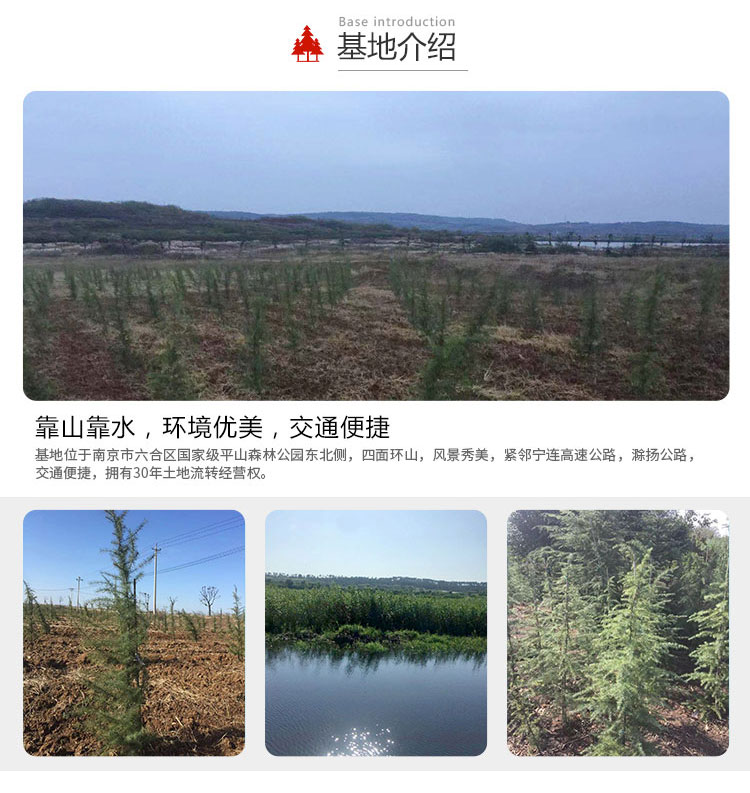 Base introduction
基地介绍
靠山靠水，环境优美，交通便捷
基地位于南京市六合区国家级平山森林公园东北侧，四面环山，风景秀美，紧邻宁连高速公路，滁扬公路，
交通便捷，拥有30年土地流转经营权。